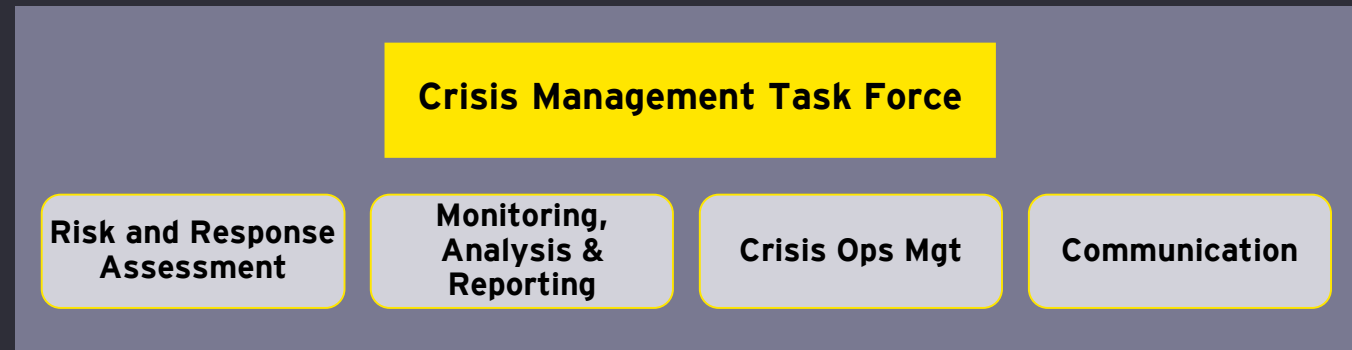 Crisis Management Task Force
Risk and Response
Assessment
Monitoring,
Analysis &
Reporting
Crisis Ops Mgt
Communication